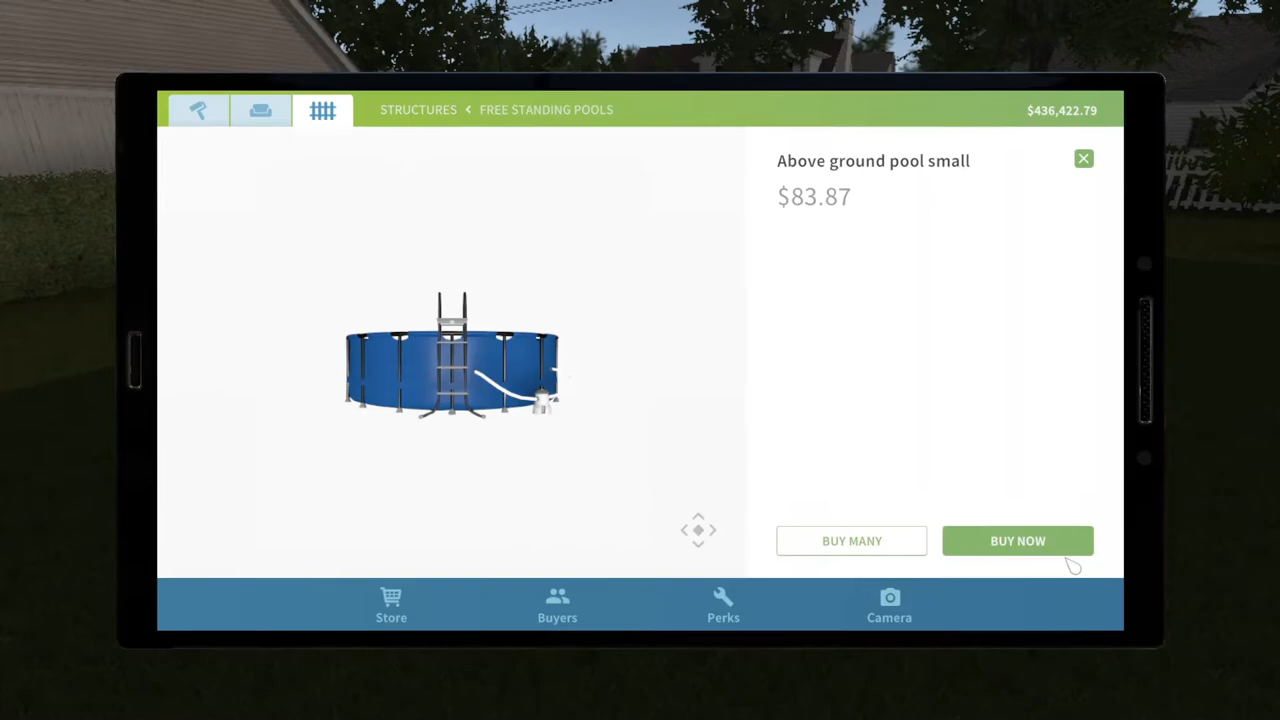 STRUCTURES < FREE STANDING POOLS
$436,422.79
Above ground pool small
$83.87
BUY MANY
BUY NOW
Store
Buyers
Perks
Camera